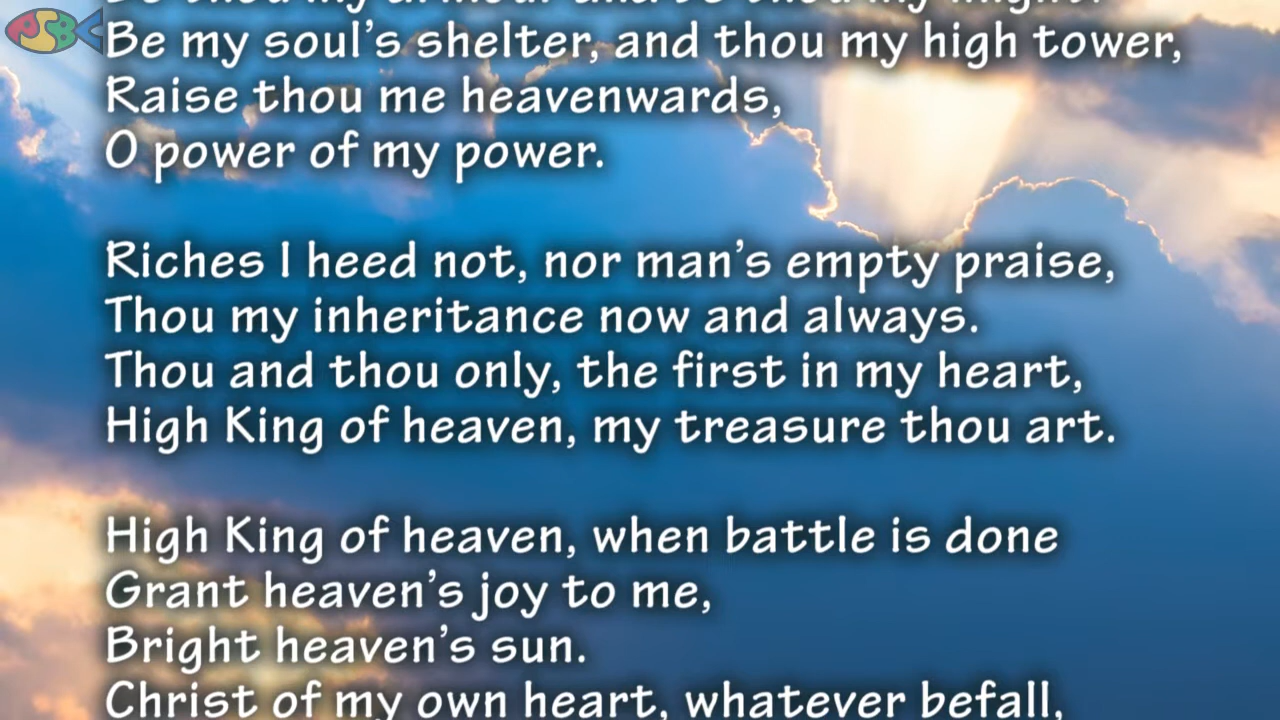 Be my soul's shelter, and thou my high tower,
Raise thou me heavenwards,
O power of my power.
Riches I heed not, nor man's empty praise,
Thou my inheritance now and always.
Thou and thou only, the first in my heart,
High King of heaven, my treasure thou art.
High King of heaven, when battle is done
Grant heaven's joy to me,
Bright heaven's sun.
Christ of my own heart, whatever befall,